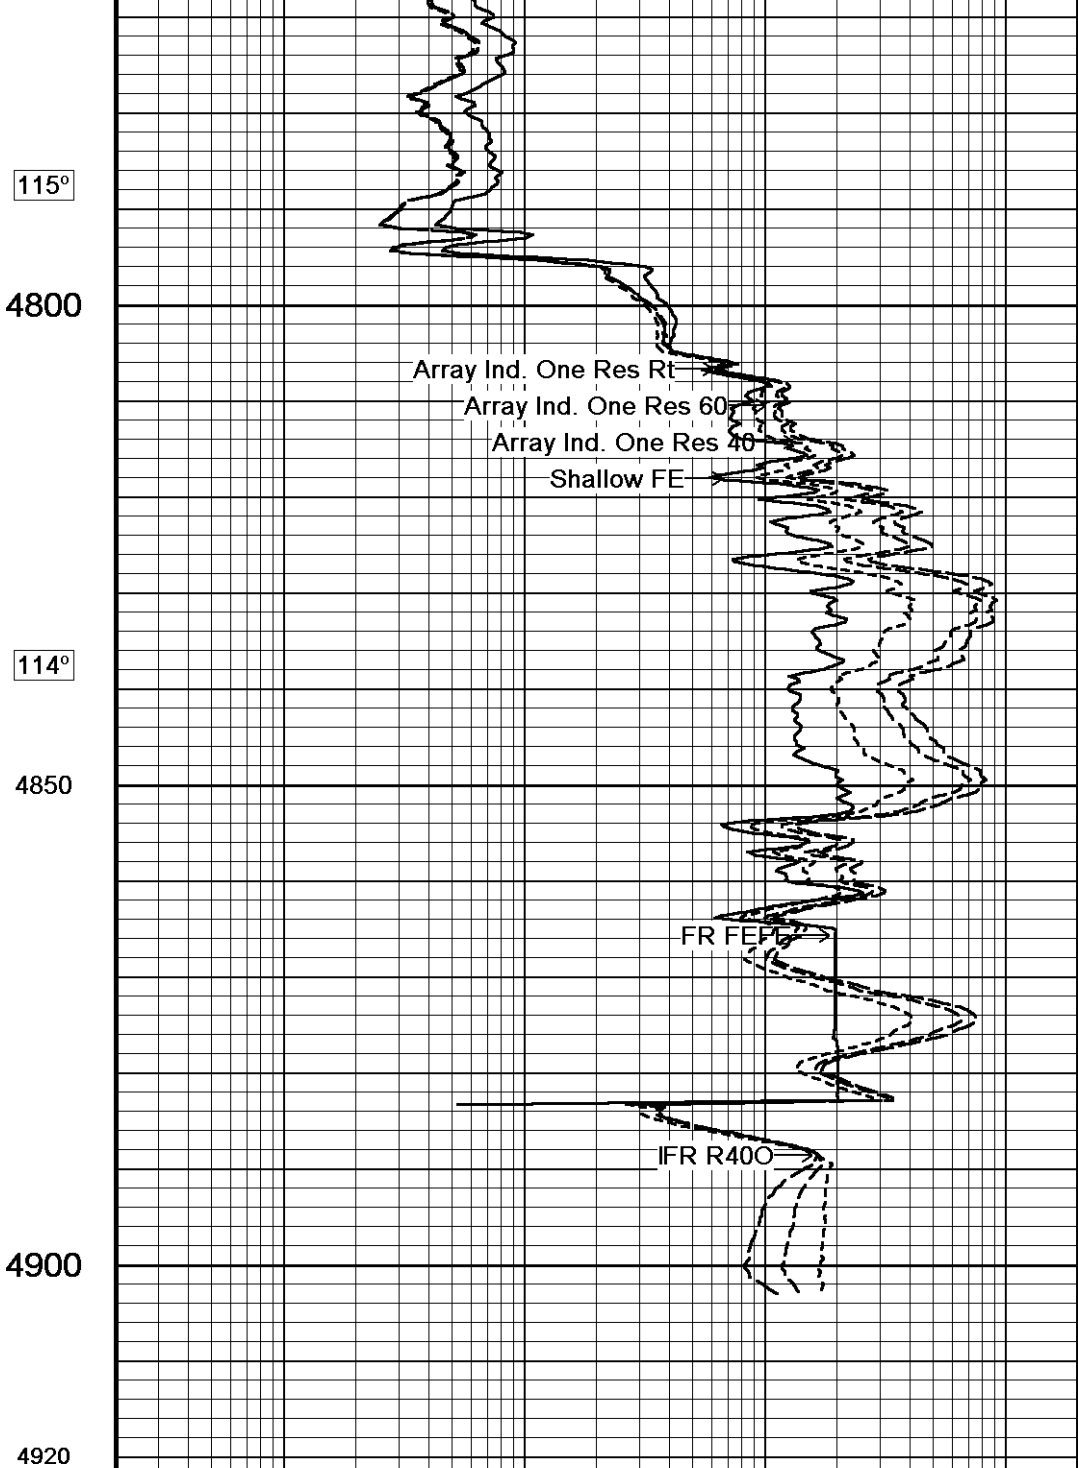 115°
4800
Array Ind. One Res Rt
Array Ind. One Res 60
Array Ind. One Res 40
Shallow FE
114°
4850
FR FEFE
IFR R40O
4900
4920